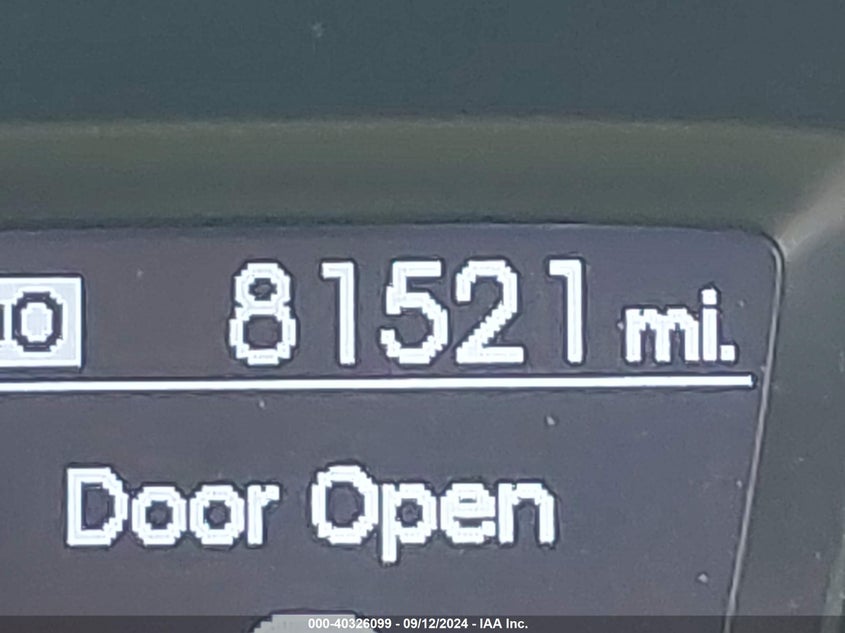 81521 mi.
Door Open
000-40326099 - 09/12/2024 - IAA Inc.